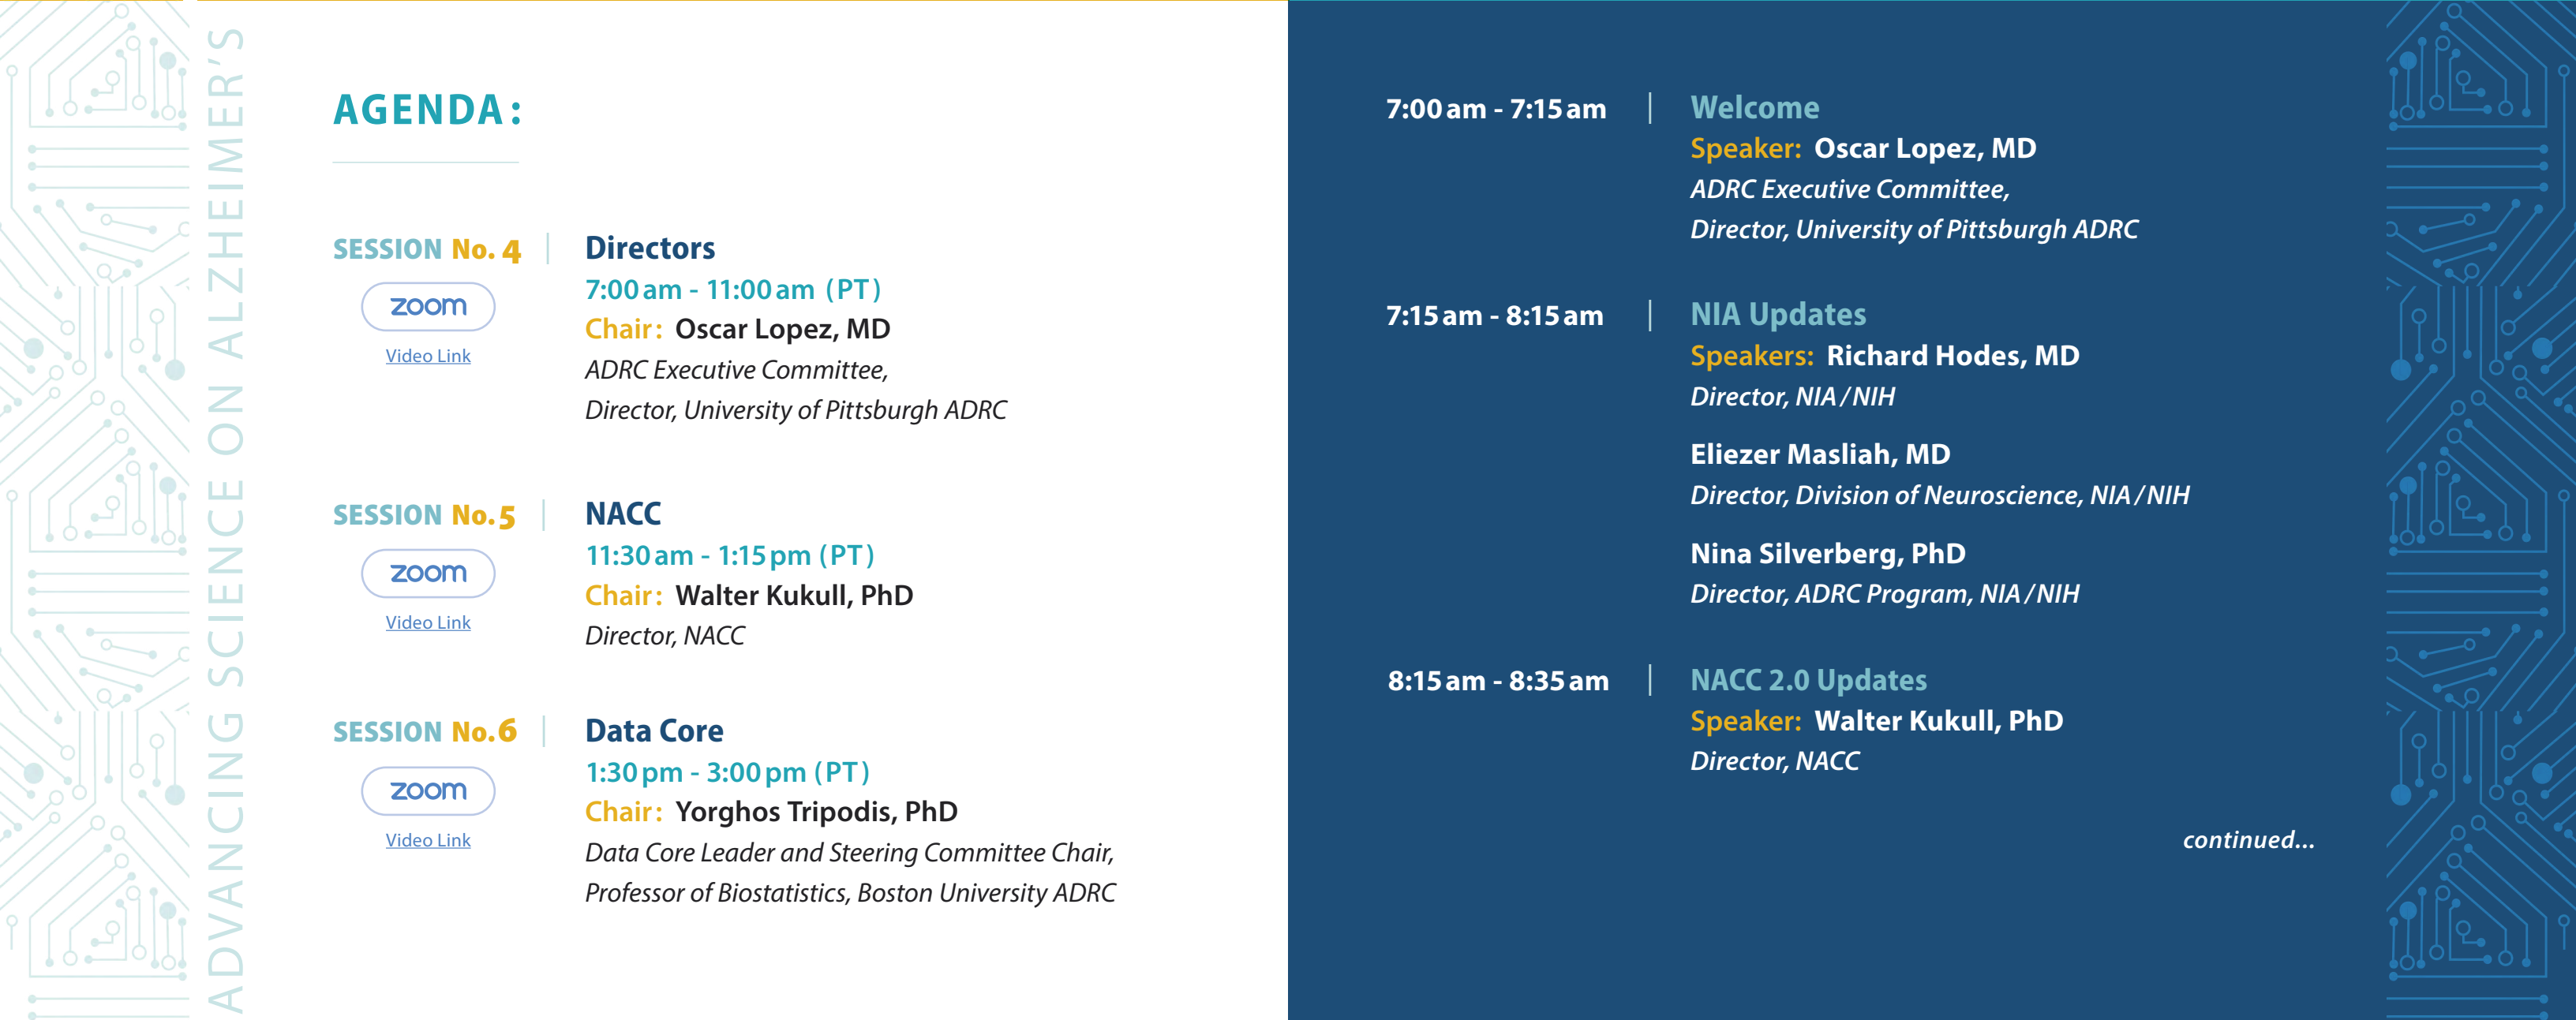 ADVANCING SCIENCE ON ALZHEIMER'S
AGENDA:
SESSION No. 4 | Directors
zoom
Video Link
7:00 am - 11:00 am (PT)
Chair: Oscar Lopez, MD
ADRC Executive Committee,
Director, University of Pittsburgh ADRC
SESSION No. 5 | NACC
zoom
Video Link
11:30 am - 1:15 pm (PT)
Chair: Walter Kukull, PhD
Director, NACC
SESSION No. 6 | Data Core
zoom
Video Link
1:30 pm - 3:00 pm (PT)
Chair: Yorghos Tripodis, PhD
Data Core Leader and Steering Committee Chair,
Professor of Biostatistics, Boston University ADRC
7:00 am - 7:15 am | Welcome
Speaker: Oscar Lopez, MD
ADRC Executive Committee,
Director, University of Pittsburgh ADRC
7:15 am - 8:15 am | NIA Updates
Speakers: Richard Hodes, MD
Director, NIA / NIH
Eliezer Masliah, MD
Director, Division of Neuroscience, NIA / NIH
Nina Silverberg, PhD
Director, ADRC Program, NIA / NIH
8:15 am - 8:35 am | NACC 2.0 Updates
Speaker: Walter Kukull, PhD
Director, NACC
continued...